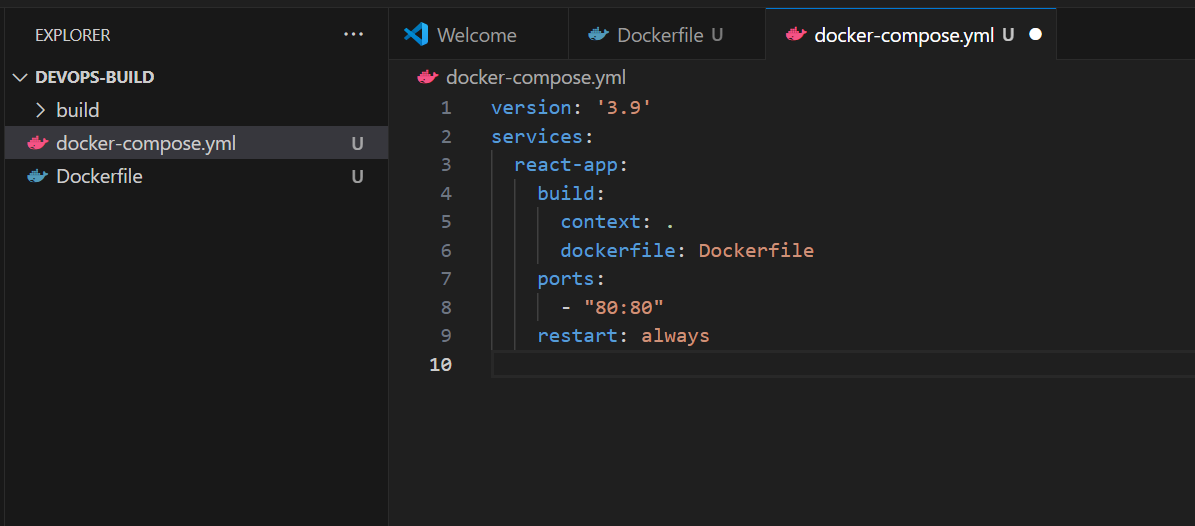 EXPLORER ...
DEVOPS-BUILD
build
docker-compose.yml U
Dockerfile U
Welcome
Dockerfile U
docker-compose.yml U
docker-compose.yml
1 version: '3.9'
2 services:
3   react-app:
4     build:
5       context: .
6       dockerfile: Dockerfile
7     ports:
8       - "80:80"
9     restart: always
10